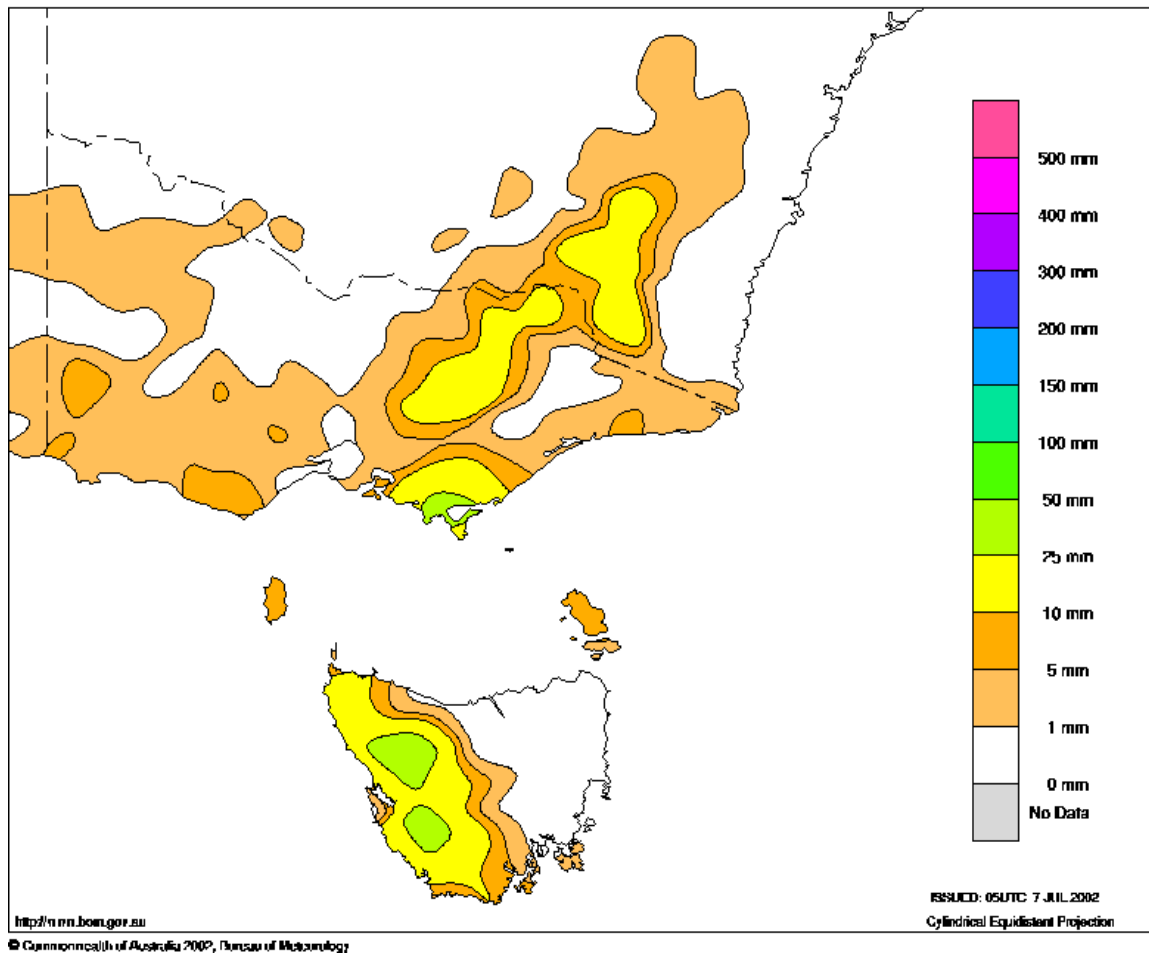 500 mm
400 mm
300 mm
200 mm
150 mm
100 mm
50 mm
25 mm
10 mm
5 mm
1 mm
0 mm
No Data
ISSUED: 05UTC 7 JUL 2002
http://www.bom.gov.au
Cylindrical Equidistant Projection
© Commonwealth of Australia 2002, Bureau of Meteorology